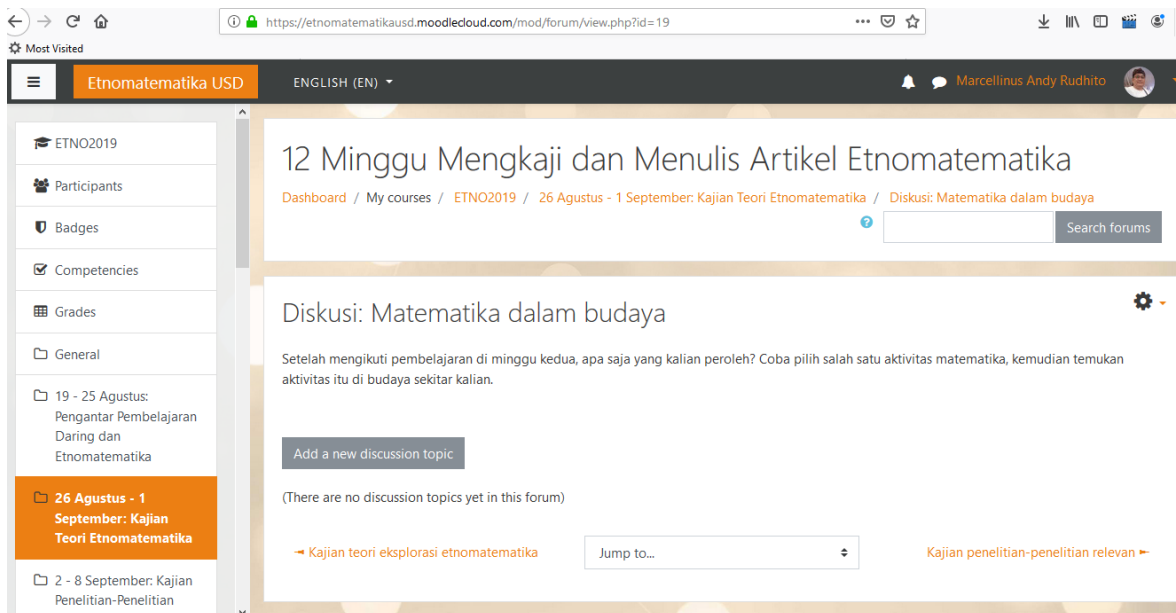 https://etnomatematikausd.moodlecloud.com/mod/forum/view.php?id=19
Most Visited
Etnomatematika USD
ENGLISH (EN)
Marcellinus Andy Rudhito
ETNO2019
Participants
Badges
Competencies
Grades
General
19 - 25 Agustus:
Pengantar Pembelajaran
Daring dan
Etnomatematika
26 Agustus - 1
September: Kajian
Teori Etnomatematika
2 - 8 September: Kajian
Penelitian-Penelitian
12 Minggu Mengkaji dan Menulis Artikel Etnomatematika
Dashboard / My courses / ETNO2019 / 26 Agustus - 1 September: Kajian Teori Etnomatematika / Diskusi: Matematika dalam budaya
Search forums
Diskusi: Matematika dalam budaya
Setelah mengikuti pembelajaran di minggu kedua, apa saja yang kalian peroleh? Coba pilih salah satu aktivitas matematika, kemudian temukan
aktivitas itu di budaya sekitar kalian.
Add a new discussion topic
(There are no discussion topics yet in this forum)
◄ Kajian teori eksplorasi etnomatematika
Jump to...
Kajian penelitian-penelitian relevan ►